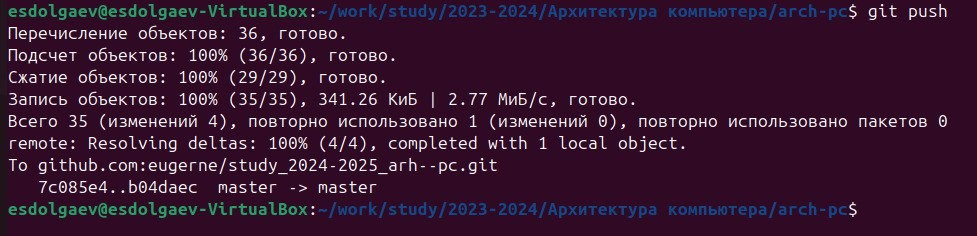 esdolgaev@esdolgaev-VirtualBox:~/work/study/2023-2024/Архитектура компьютера/arch-pc$ git push
Перечисление объектов: 36, готово.
Подсчет объектов: 100% (36/36), готово.
Сжатие объектов: 100% (29/29), готово.
Запись объектов: 100% (35/35), 341.26 КиБ | 2.77 МиБ/с, готово.
Всего 35 (изменений 4), повторно использовано 1 (изменений 0), повторно использовано пакетов 0
remote: Resolving deltas: 100% (4/4), completed with 1 local object.
To github.com:eugerne/study_2024-2025_arh--pc.git
   7c085e4..b04daec  master -> master
esdolgaev@esdolgaev-VirtualBox:~/work/study/2023-2024/Архитектура компьютера/arch-pc$